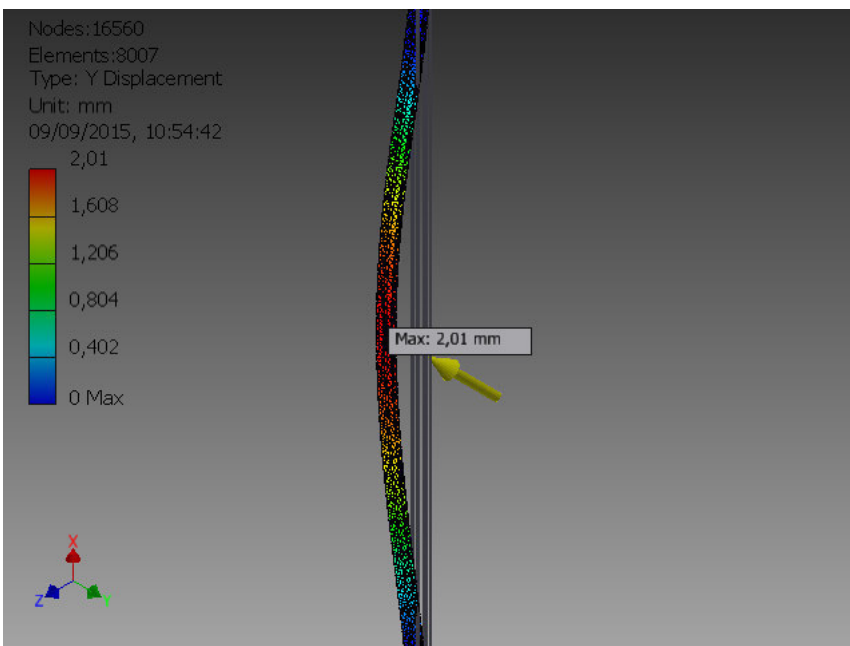 Nodes:16560
Elements:8007
Type: Y Displacement
Unit: mm
09/09/2015, 10:54:42
2,01
1,608
1,206
0,804
0,402
0 Max
Max: 2,01 mm
X
Z
Y